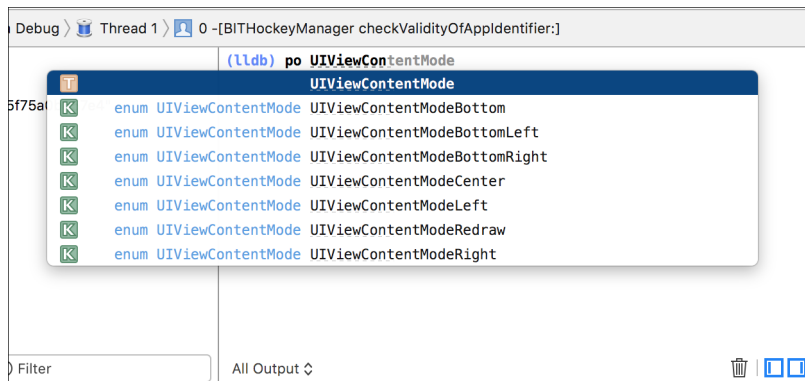 Debug 〉 Thread 1 〉 0 -[BITHockeyManager checkValidityOfAppIdentifier:]
(lldb) po UIViewContentMode
T UIViewContentMode
K enum UIViewContentMode UIViewContentModeBottom
K enum UIViewContentMode UIViewContentModeBottomLeft
K enum UIViewContentMode UIViewContentModeBottomRight
K enum UIViewContentMode UIViewContentModeCenter
K enum UIViewContentMode UIViewContentModeLeft
K enum UIViewContentMode UIViewContentModeRedraw
K enum UIViewContentMode UIViewContentModeRight
5f75a
Filter
All Output